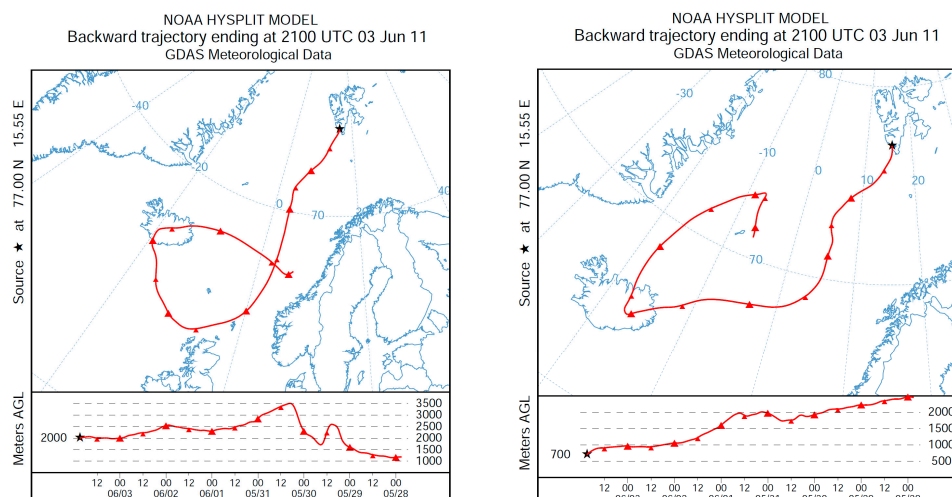 NOAA HYSPLIT MODEL
Backward trajectory ending at 2100 UTC 03 Jun 11
GDAS Meteorological Data
Source ★ at 77.00 N 15.55 E
-40
-20
0
70
20
40
Meters AGL
2000
3500
3000
2500
2000
1500
1000
12 00 12 00 12 00 12 00 12 00 12 00 12 00
06/03 06/02 06/01 05/31 05/30 05/29 05/28
NOAA HYSPLIT MODEL
Backward trajectory ending at 2100 UTC 03 Jun 11
GDAS Meteorological Data
Source ★ at 77.00 N 15.55 E
-30
80
-10
0
10
20
70
Meters AGL
700
2000
1500
1000
500
12 00 12 00 12 00 12 00 12 00 12 00 12 00